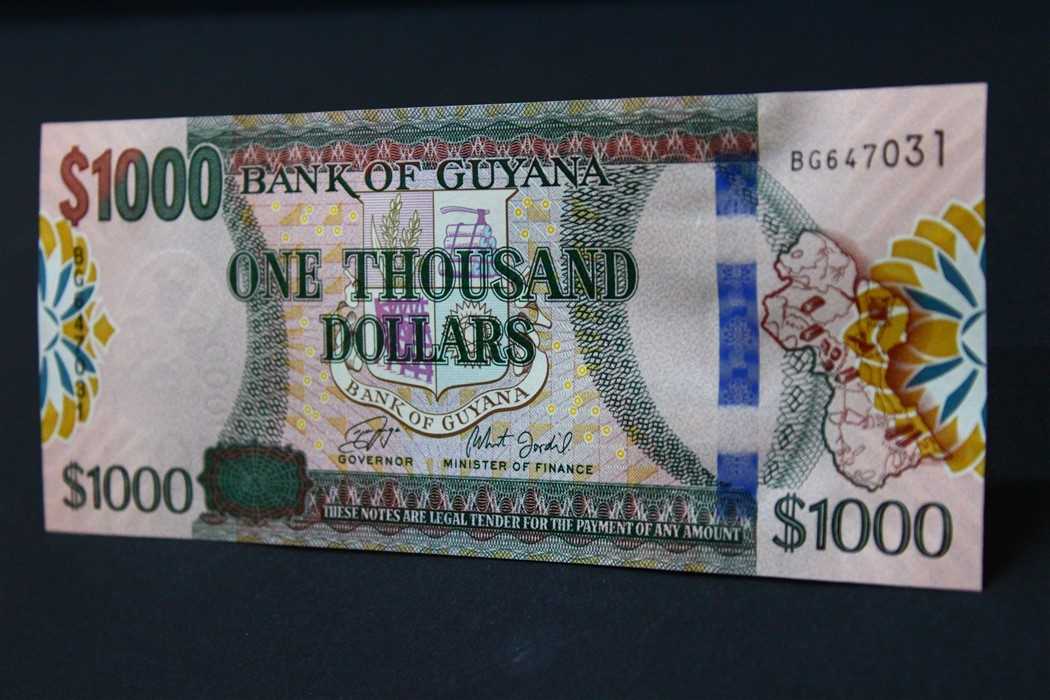 $1000
BANK OF GUYANA
BG647031
ONE THOUSAND
DOLLARS
BANK OF GUYANA
BG647031
GOVERNOR
MINISTER OF FINANCE
$1000
THESE NOTES ARE LEGAL TENDER FOR THE PAYMENT OF ANY AMOUNT
$1000